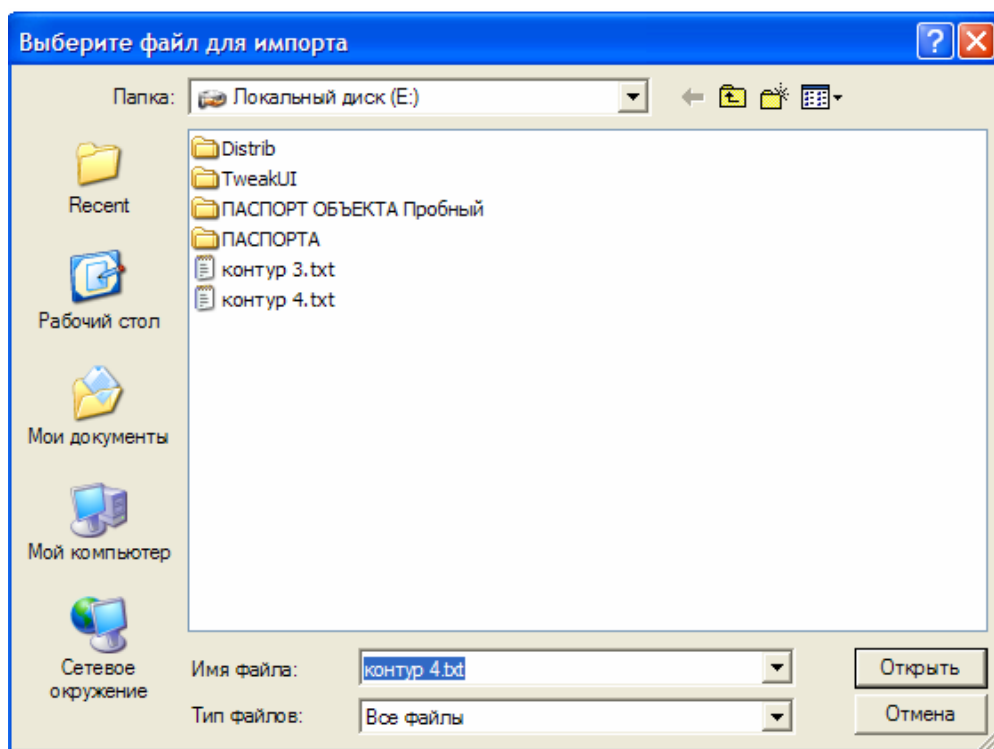 Выберите файл для импорта
Папка: Локальный диск (E:)
Distrib
TweakUI
ПАСПОРТ ОБЪЕКТА Пробный
ПАСПОРТА
контур 3.txt
контур 4.txt
Recent
Рабочий стол
Мои документы
Мой компьютер
Сетевое
окружение
Имя файла: контур 4.txt Открыть
Тип файлов: Все файлы Отмена